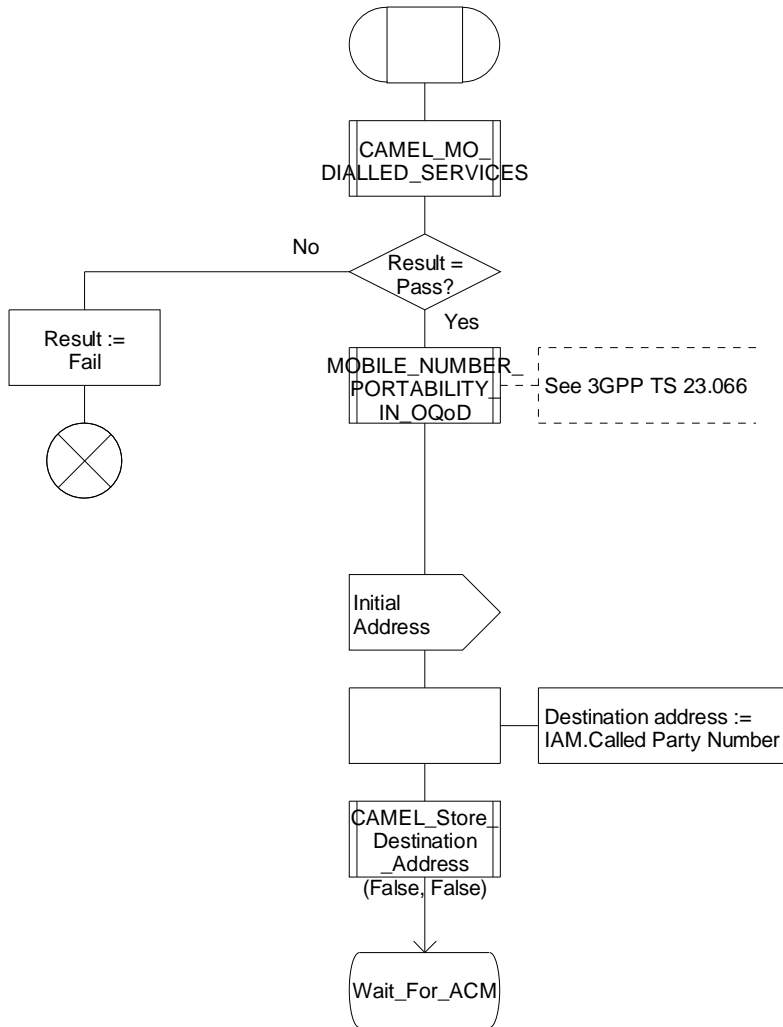 CAMEL_MO_
DIALLED_SERVICES
No
Result =
Pass?
Yes
Result :=
Fail
MOBILE_NUMBER_
PORTABILITY_
IN_OQoD
See 3GPP TS 23.066
Initial
Address
Destination address :=
IAM.Called Party Number
CAMEL_Store_
Destination
_Address
(False, False)
Wait_For_ACM